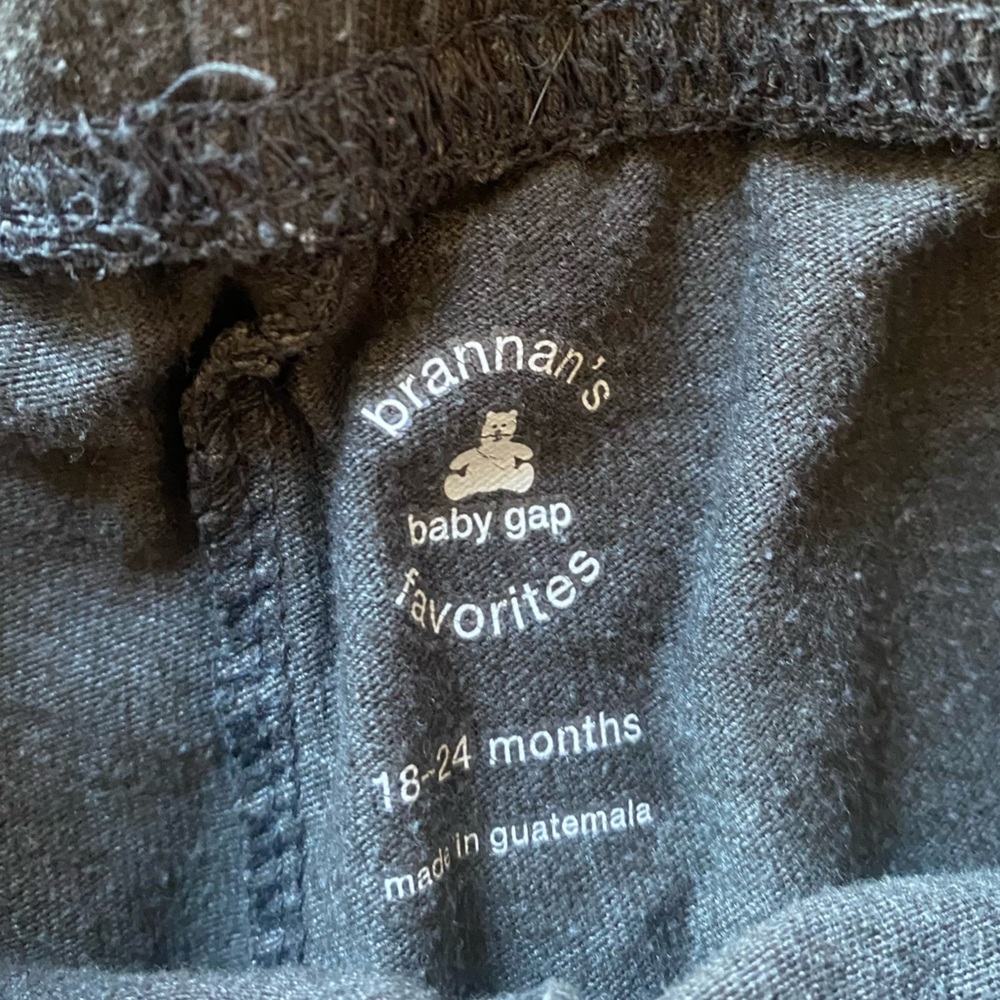 brannan's
baby gap
favorites
18-24 months
made in guatemala